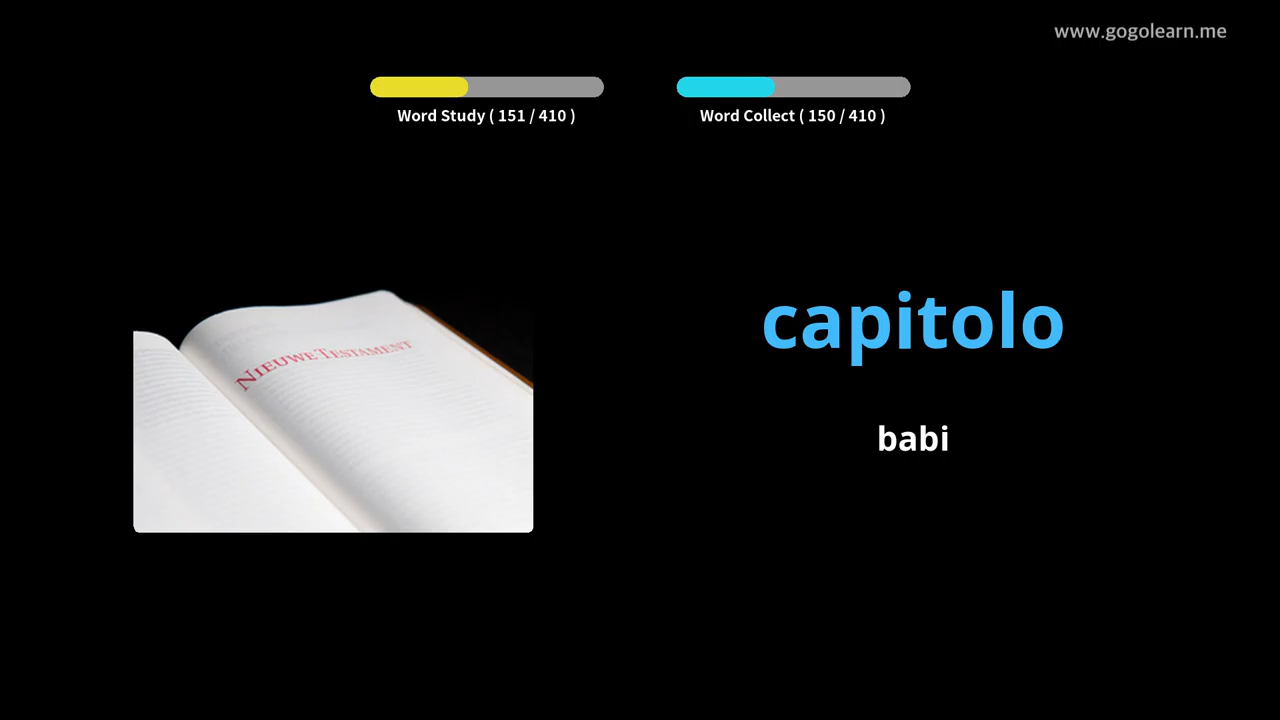 www.gogolearn.me
Word Study ( 151 / 410 )
Word Collect ( 150 / 410 )
NIEUWE TESTAMENT
capitolo
babi